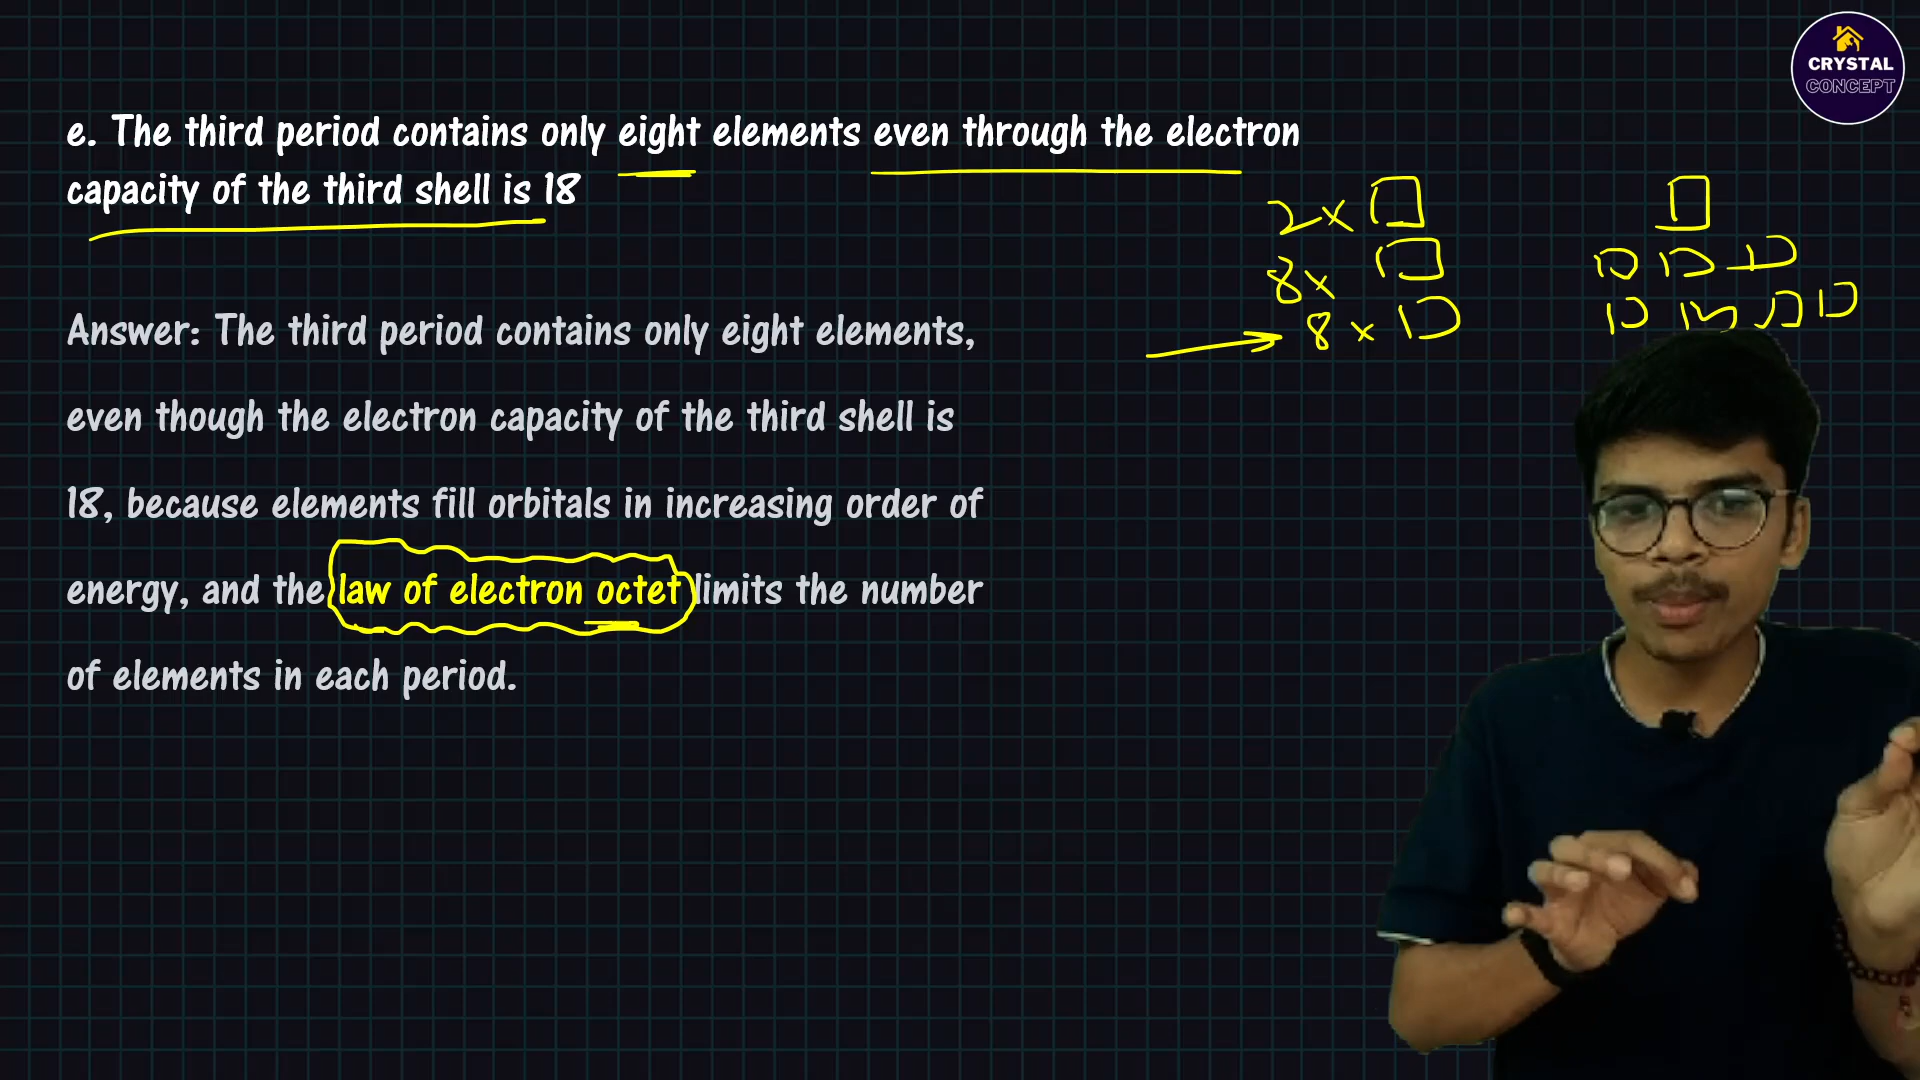 CRYSTAL
CONCEPT
e. The third period contains only eight elements even through the electron
capacity of the third shell is 18
2x
8x
8x
Answer: The third period contains only eight elements,
even though the electron capacity of the third shell is
18, because elements fill orbitals in increasing order of
energy, and the law of electron octet limits the number
of elements in each period.